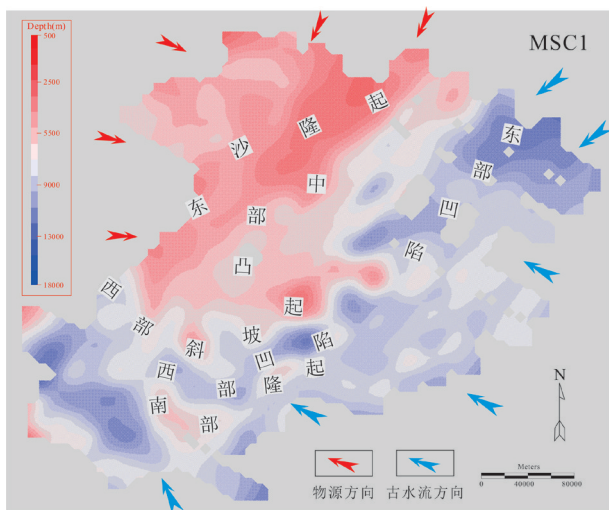 Depth(m)
500
2500
5500
9000
13000
18000
MSC1
东沙隆起
中部凸起
东部凹陷
西部斜坡
西部凹陷
南部隆起
N
物源方向
古水流方向
Meters
0 40000 80000